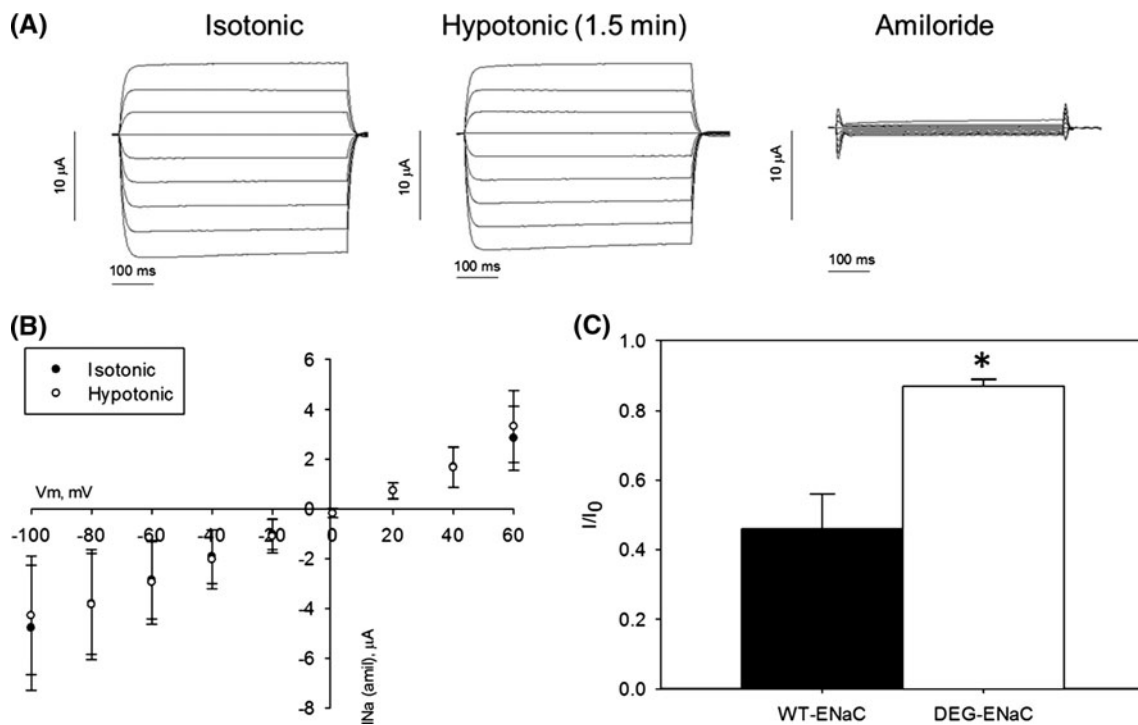 (A)
Isotonic
Hypotonic (1.5 min)
Amiloride
10 µA
10 µA
10 µA
100 ms
100 ms
100 ms
(B)
Isotonic
Hypotonic
Vm, mV
-100 -80 -60 -40 -20 0 20 40 60
6
4
2
0
-2
-4
-6
-8
INa (amil), µA
(C)
I/I0
1.0
0.8
0.6
0.4
0.2
0.0
*
WT-ENaC
DEG-ENaC